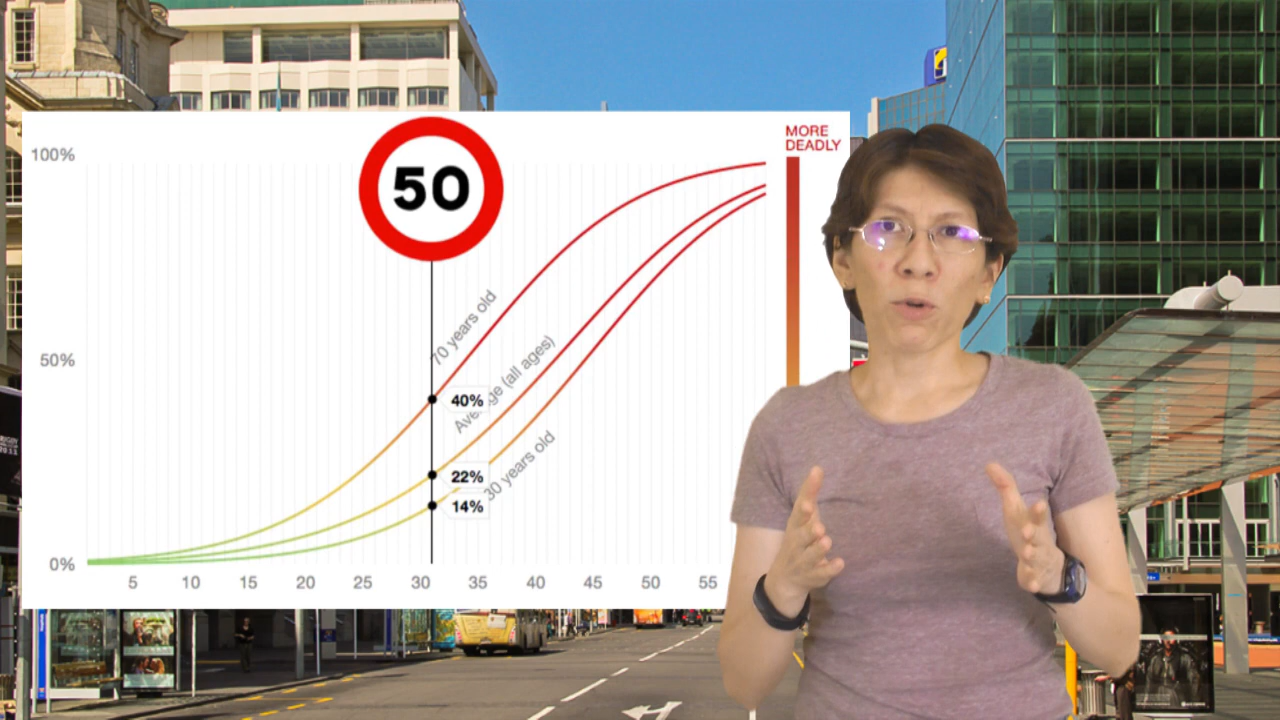 MORE
DEADLY
100%
50
70 years old
50%
Average (all ages)
40%
30 years old
22%
14%
0%
5 10 15 20 25 30 35 40 45 50 55